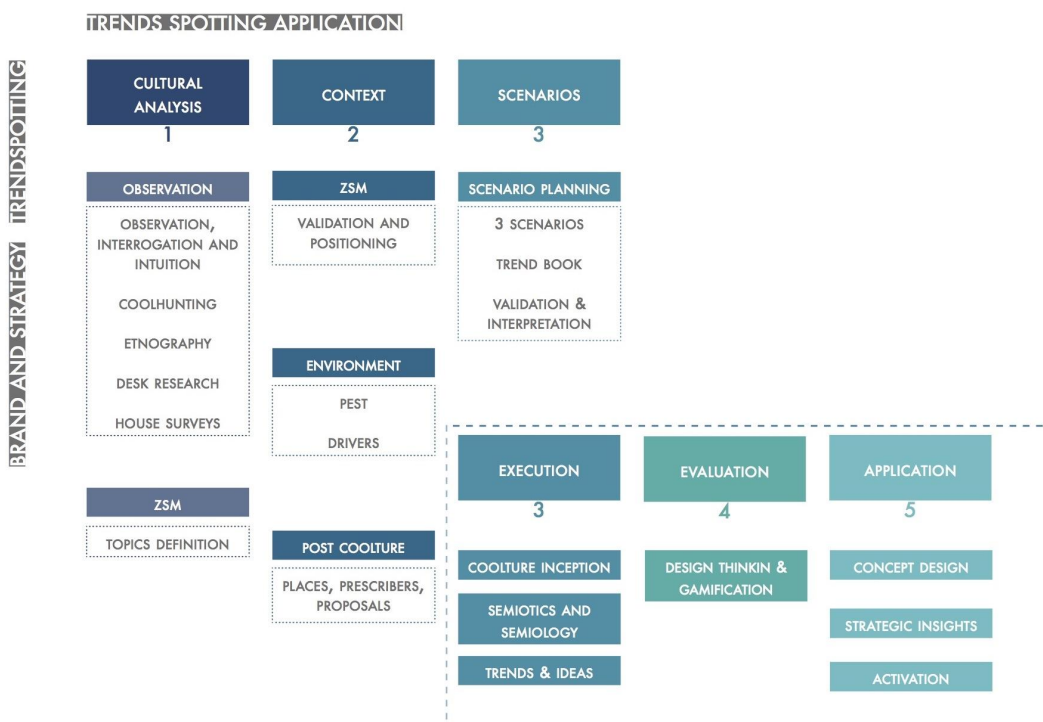 TRENDS SPOTTING APPLICATION
TRENDSPOTTING
BRAND AND STRATEGY
CULTURAL
ANALYSIS
1
OBSERVATION
OBSERVATION,
INTERROGATION AND
INTUITION
COOLHUNTING
ETNOGRAPHY
DESK RESEARCH
HOUSE SURVEYS
ZSM
TOPICS DEFINITION
CONTEXT
2
ZSM
VALIDATION AND
POSITIONING
ENVIRONMENT
PEST
DRIVERS
POST COOLTURE
PLACES, PRESCRIBERS,
PROPOSALS
SCENARIOS
3
SCENARIO PLANNING
3 SCENARIOS
TREND BOOK
VALIDATION &
INTERPRETATION
EXECUTION
3
COOLTURE INCEPTION
SEMIOTICS AND
SEMIOLOGY
TRENDS & IDEAS
EVALUATION
4
DESIGN THINKIN &
GAMIFICATION
APPLICATION
5
CONCEPT DESIGN
STRATEGIC INSIGHTS
ACTIVATION